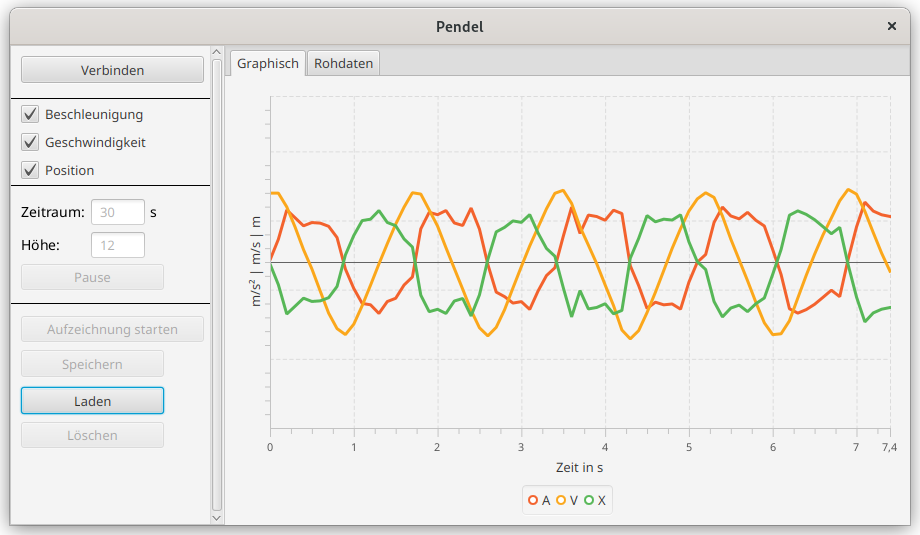 Pendel
Verbinden
Beschleunigung
Geschwindigkeit
Position
Zeitraum: 30 s
Höhe: 12
Pause
Aufzeichnung starten
Speichern
Laden
Löschen
Graphisch Rohdaten
m/s² | m/s | m
0 1 2 3 4 5 6 7 7,4
Zeit in s
A V X